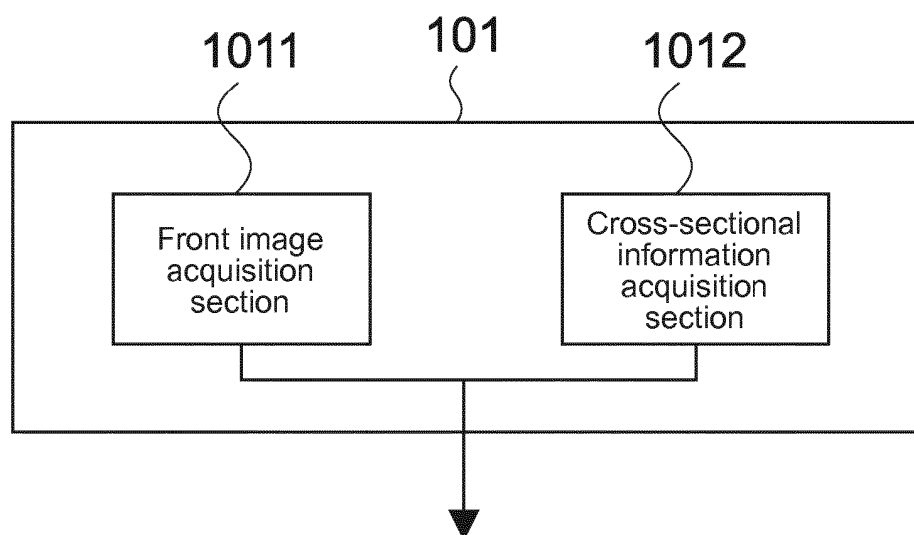 1011
101
1012
Front image
acquisition
section
Cross-sectional
information
acquisition
section